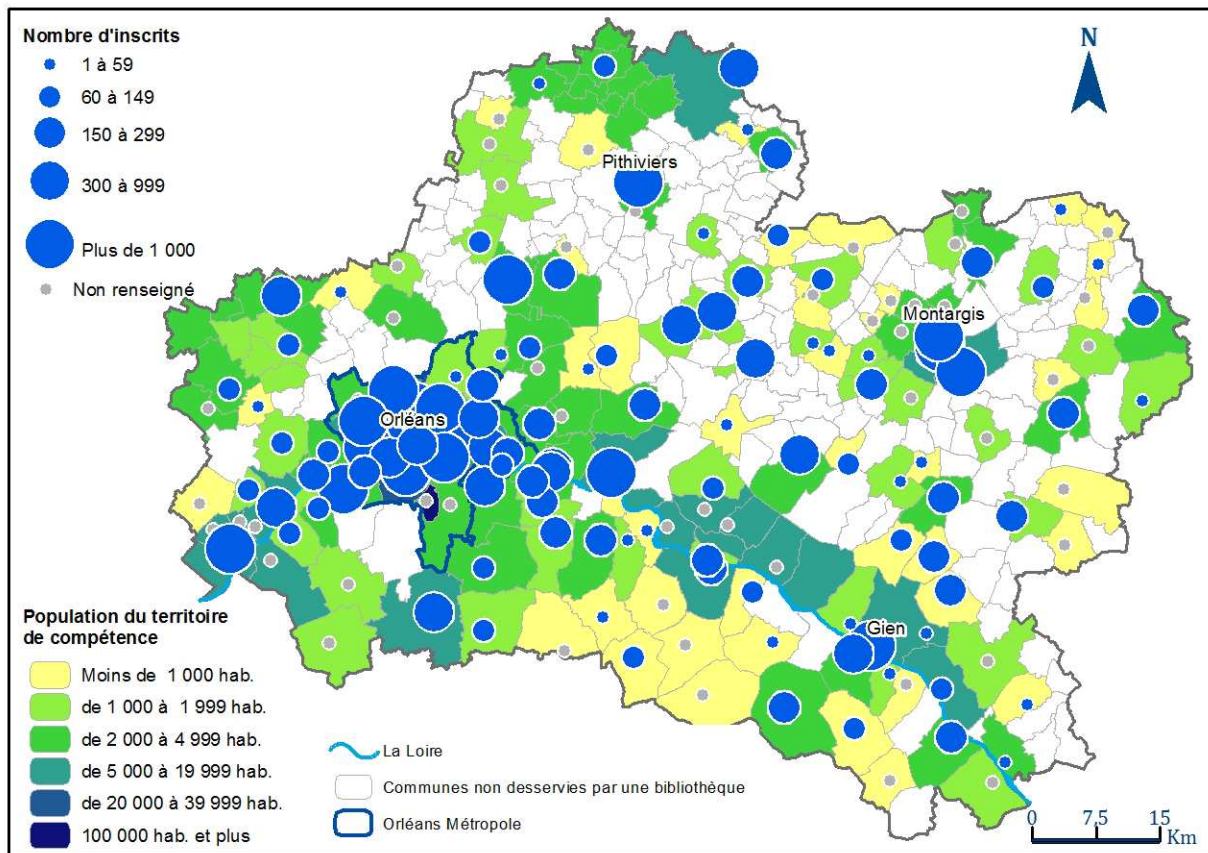 Nombre d'inscrits
1 à 59
60 à 149
150 à 299
300 à 999
Plus de 1 000
Non renseigné
N
Pithiviers
Montargis
Orléans
Gien
Population du territoire
de compétence
Moins de 1 000 hab.
de 1 000 à 1 999 hab.
de 2 000 à 4 999 hab.
de 5 000 à 19 999 hab.
de 20 000 à 39 999 hab.
100 000 hab. et plus
La Loire
Communes non desservies par une bibliothèque
Orléans Métropole
0 7,5 15
Km